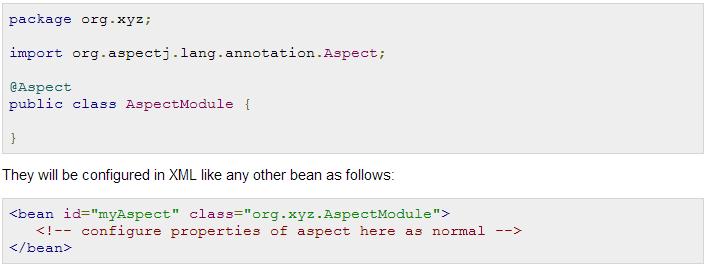 package org.xyz;
import org.aspectj.lang.annotation.Aspect;
@Aspect
public class AspectModule {
}
They will be configured in XML like any other bean as follows:
<bean id="myAspect" class="org.xyz.AspectModule">
   <!-- configure properties of aspect here as normal -->
</bean>